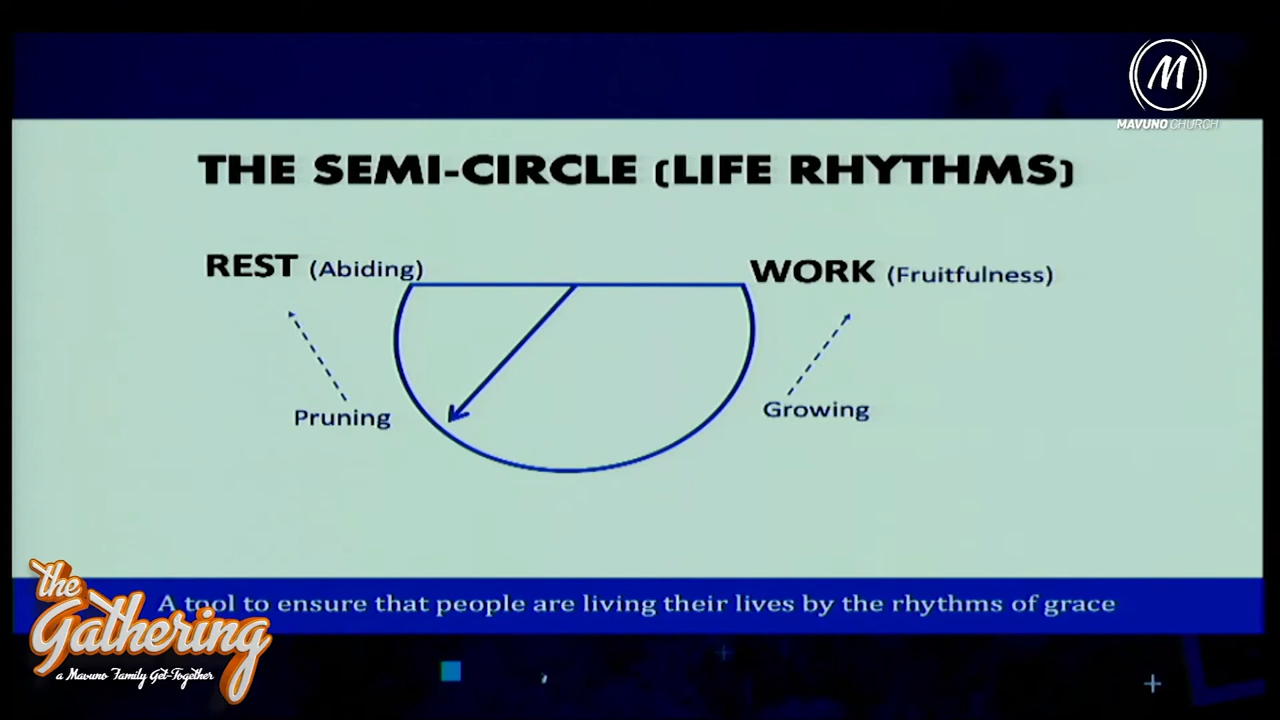 M
MAVUNO CHURCH
THE SEMI-CIRCLE (LIFE RHYTHMS)
REST (Abiding)
WORK (Fruitfulness)
Pruning
Growing
A tool to ensure that people are living their lives by the rhythms of grace
the
Gathering
a Mavuno Family Get-Together